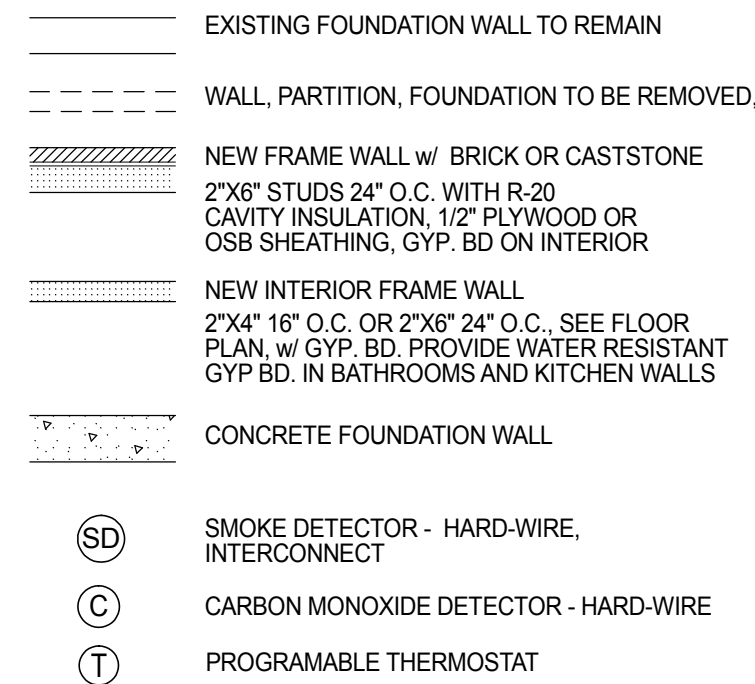 EXISTING FOUNDATION WALL TO REMAIN
WALL, PARTITION, FOUNDATION TO BE REMOVED,
NEW FRAME WALL w/ BRICK OR CASTSTONE
2"X6" STUDS 24" O.C. WITH R-20
CAVITY INSULATION, 1/2" PLYWOOD OR
OSB SHEATHING, GYP. BD ON INTERIOR
NEW INTERIOR FRAME WALL
2"X4" 16" O.C. OR 2"X6" 24" O.C., SEE FLOOR
PLAN, w/ GYP. BD. PROVIDE WATER RESISTANT
GYP BD. IN BATHROOMS AND KITCHEN WALLS
CONCRETE FOUNDATION WALL
SD SMOKE DETECTOR - HARD-WIRE,
INTERCONNECT
C CARBON MONOXIDE DETECTOR - HARD-WIRE
T PROGRAMABLE THERMOSTAT